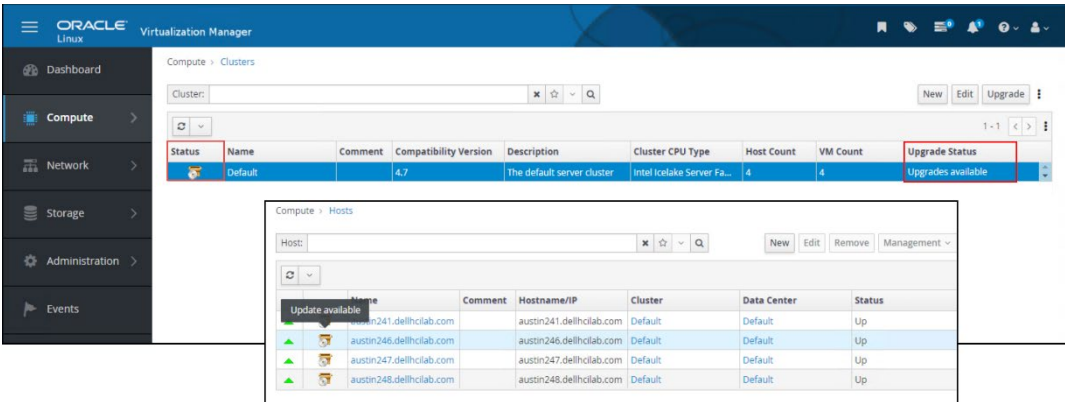 ORACLE
Linux
Virtualization Manager
Dashboard
Compute
Network
Storage
Administration
Events
Compute › Clusters
Cluster:
New Edit Upgrade
1 - 1
Status Name Comment Compatibility Version Description Cluster CPU Type Host Count VM Count Upgrade Status
Default 4.7 The default server cluster Intel Icelake Server Fa... 4 4 Upgrades available
Compute › Hosts
Host:
New Edit Remove Management
Name Comment Hostname/IP Cluster Data Center Status
Update available
austin241.dellhcilab.com austin241.dellhcilab.com Default Default Up
austin246.dellhcilab.com austin246.dellhcilab.com Default Default Up
austin247.dellhcilab.com austin247.dellhcilab.com Default Default Up
austin248.dellhcilab.com austin248.dellhcilab.com Default Default Up